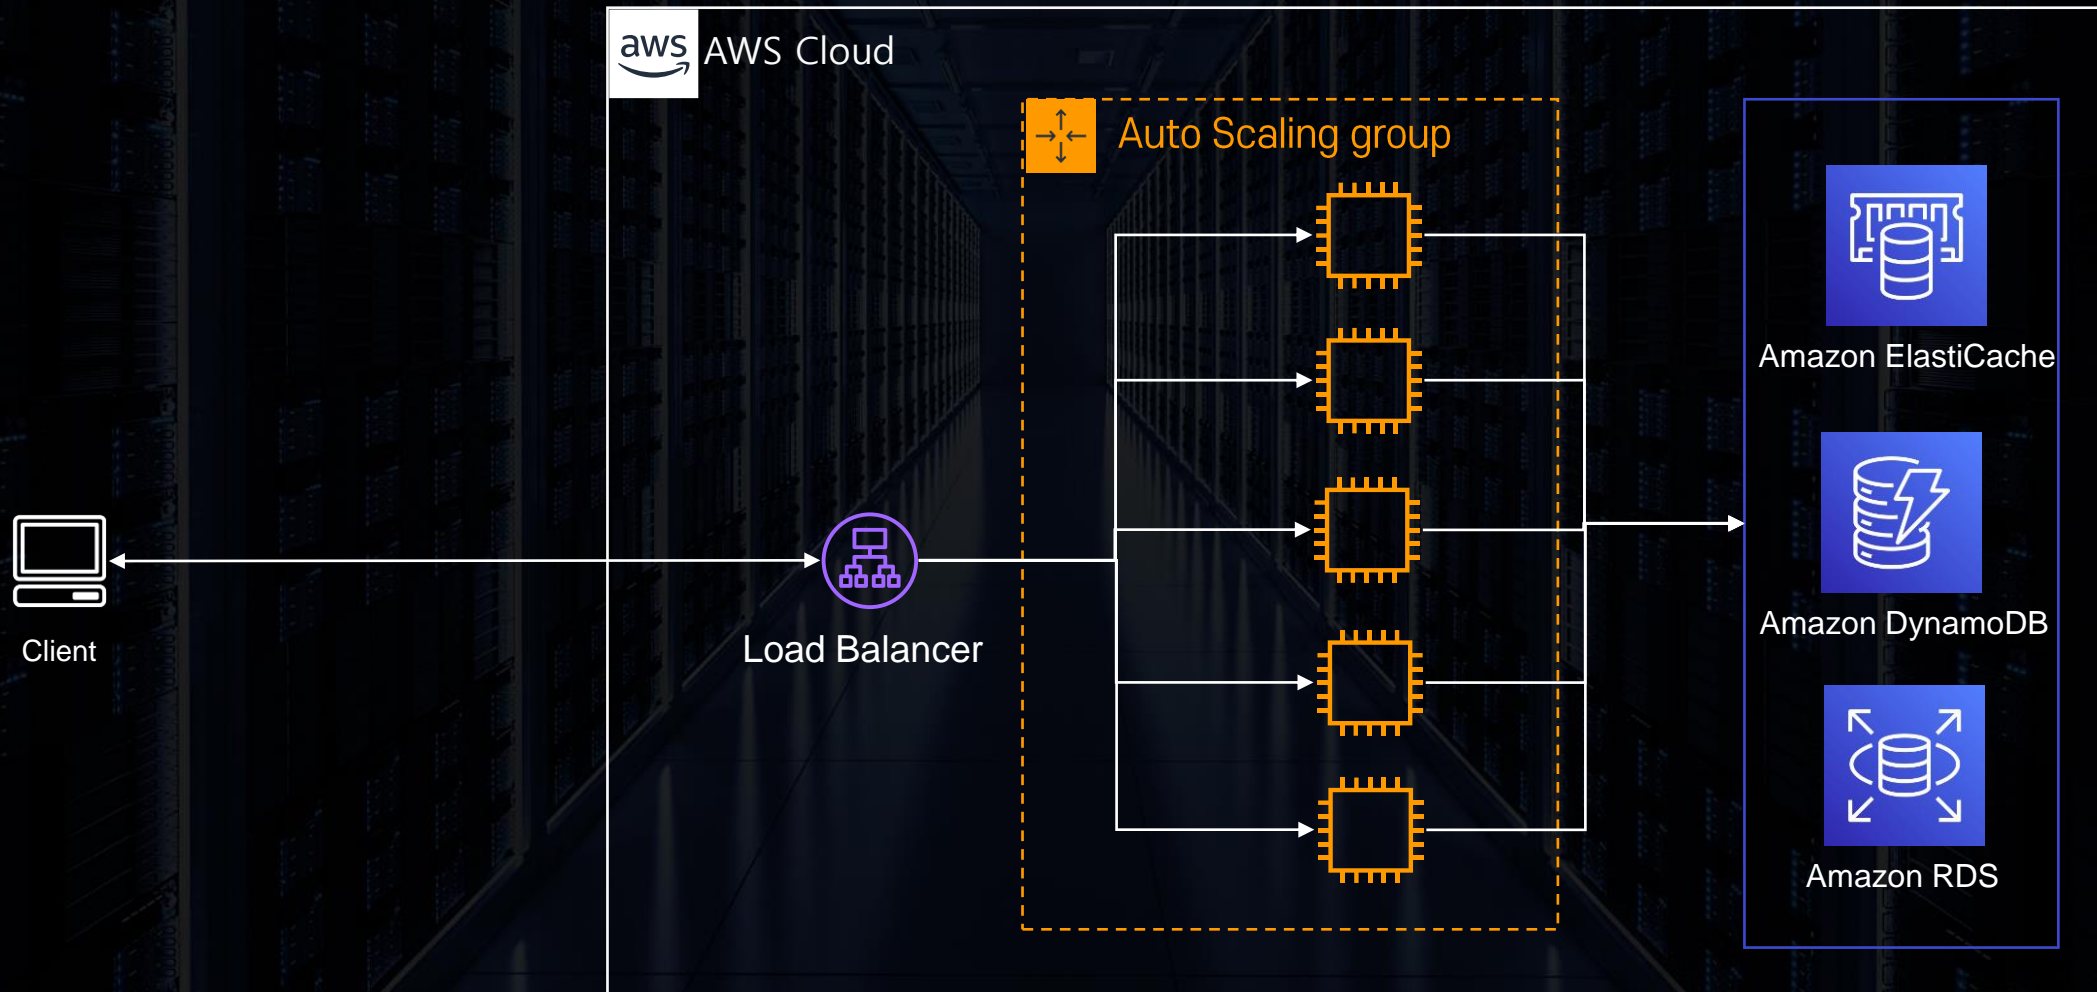 aws
AWS Cloud
Auto Scaling group
Amazon ElastiCache
Amazon DynamoDB
Client
Load Balancer
Amazon RDS